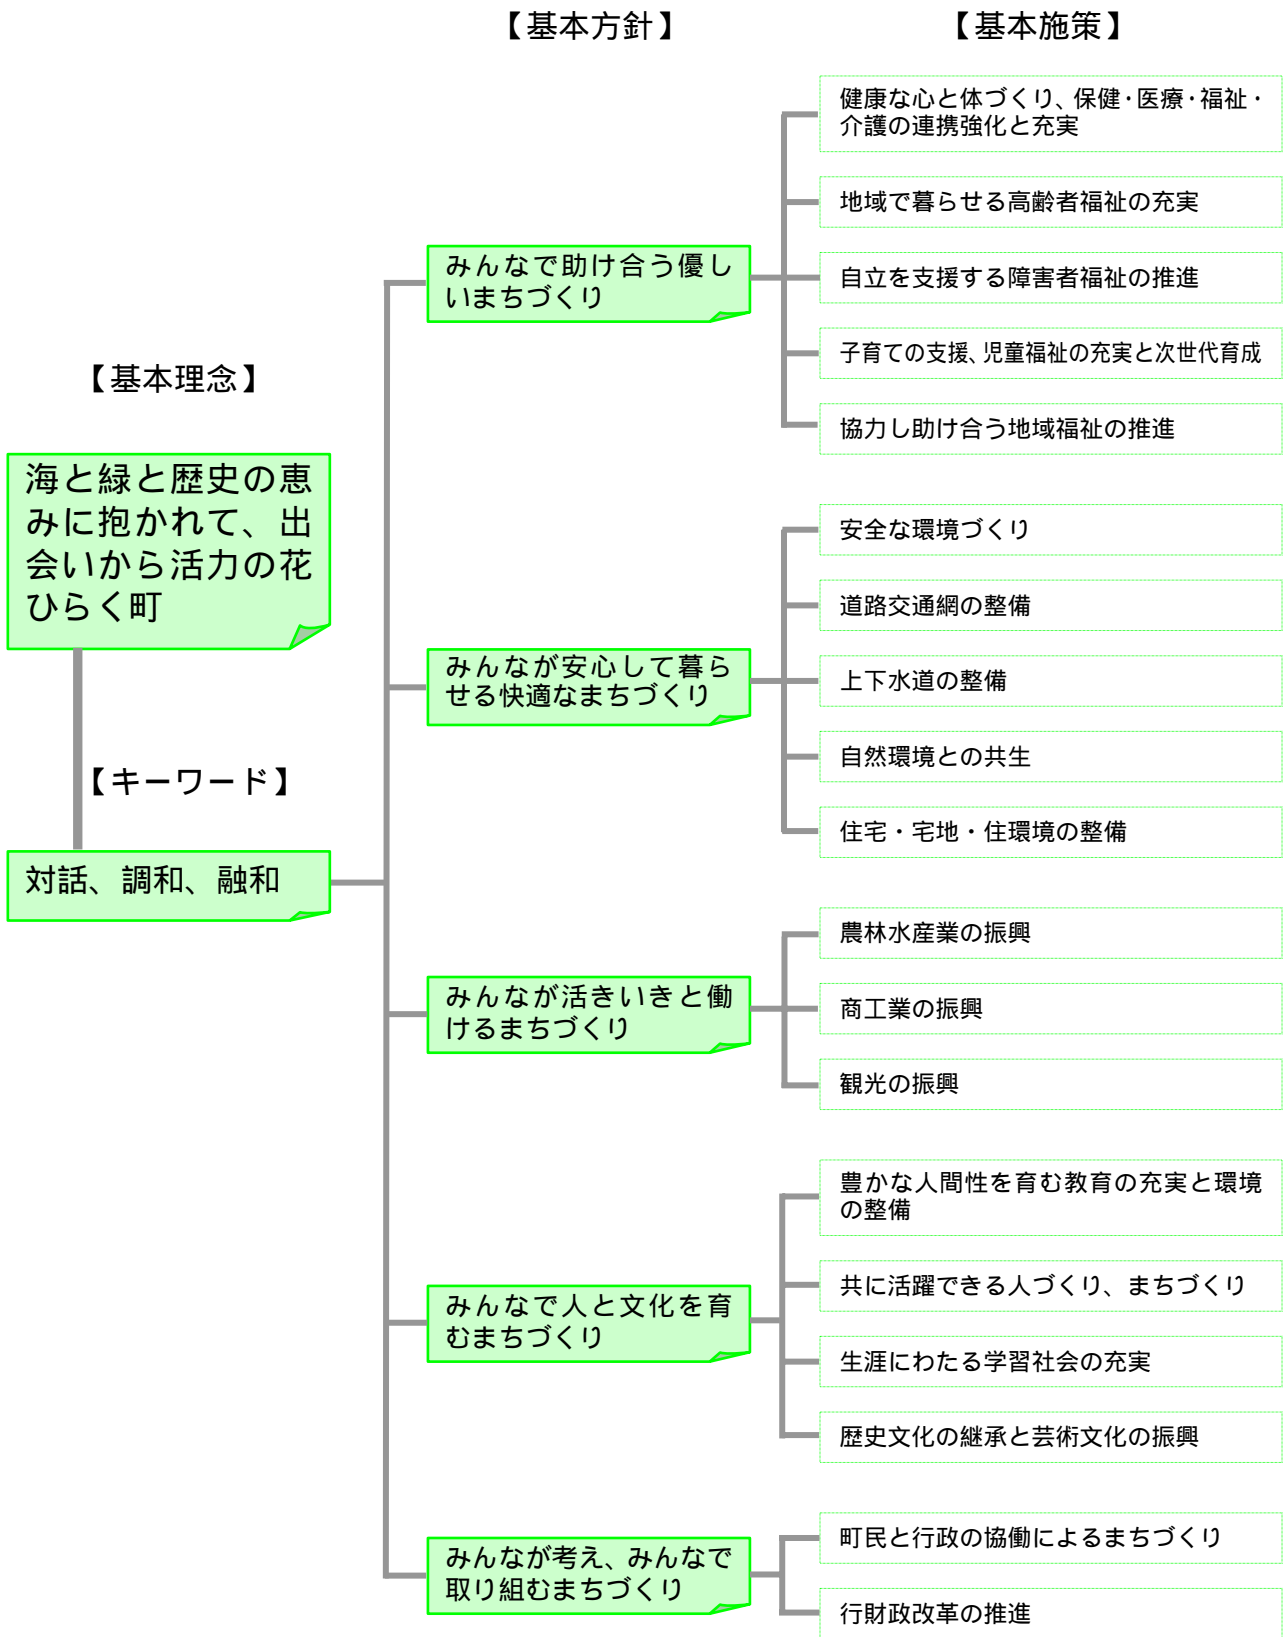 【基本方針】
【基本施策】
健康な心と体づくり、保健・医療・福祉・
介護の連携強化と充実
地域で暮らせる高齢者福祉の充実
みんなで助け合う優し
いまちづくり
自立を支援する障害者福祉の推進
子育ての支援、児童福祉の充実と次世代育成
協力し助け合う地域福祉の推進
【基本理念】
海と緑と歴史の恵
みに抱かれて、出
会いから活力の花
ひらく町
安全な環境づくり
道路交通網の整備
みんなが安心して暮ら
せる快適なまちづくり
上下水道の整備
自然環境との共生
住宅・宅地・住環境の整備
【キーワード】
対話、調和、融和
農林水産業の振興
みんなが活きいきと働
けるまちづくり
商工業の振興
観光の振興
豊かな人間性を育む教育の充実と環境
の整備
共に活躍できる人づくり、まちづくり
みんなで人と文化を育
むまちづくり
生涯にわたる学習社会の充実
歴史文化の継承と芸術文化の振興
みんなが考え、みんなで
取り組むまちづくり
町民と行政の協働によるまちづくり
行財政改革の推進